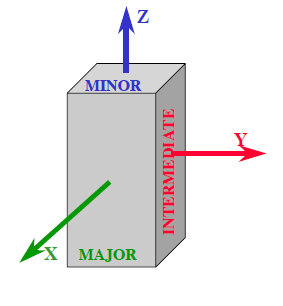 Z
MINOR
INTERMEDIATE
Y
X
MAJOR